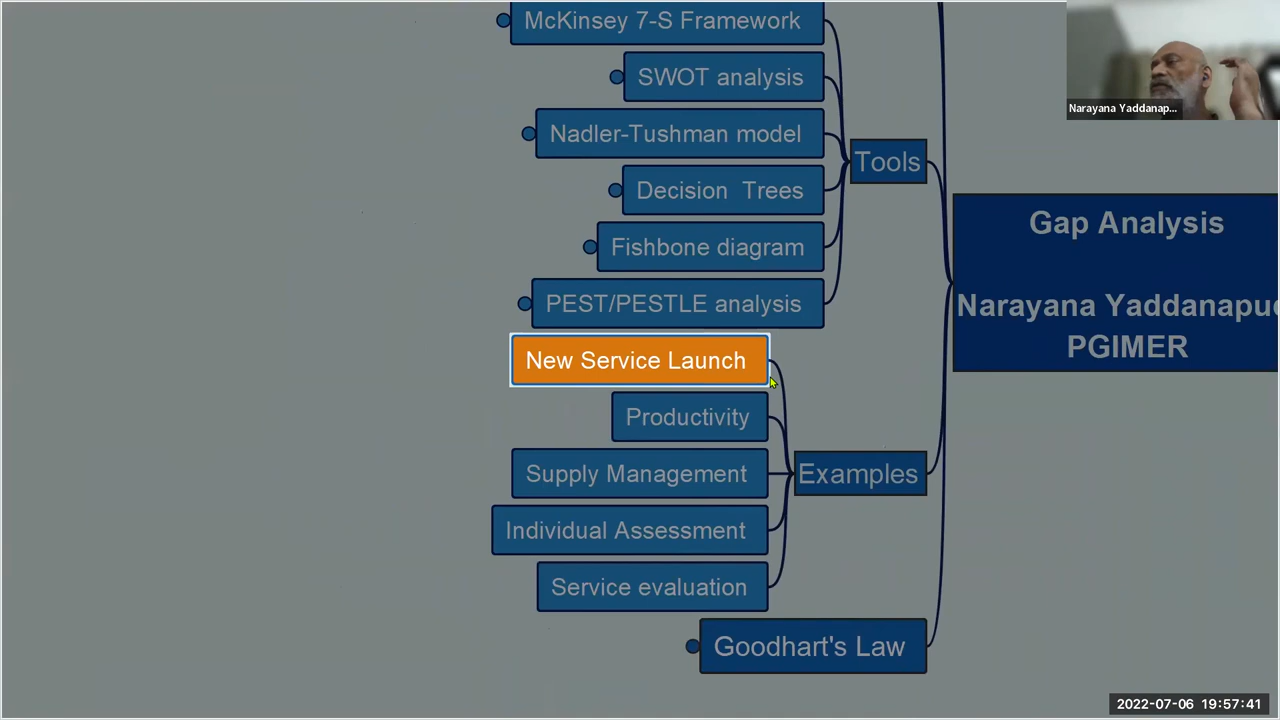 McKinsey 7-S Framework
SWOT analysis
Nadler-Tushman model
Decision Trees
Fishbone diagram
PEST/PESTLE analysis
Tools
New Service Launch
Productivity
Supply Management
Individual Assessment
Service evaluation
Examples
Goodhart's Law
Gap Analysis
Narayana
PGIMER
Narayana Yaddanap...
2022-07-06 19:57:41